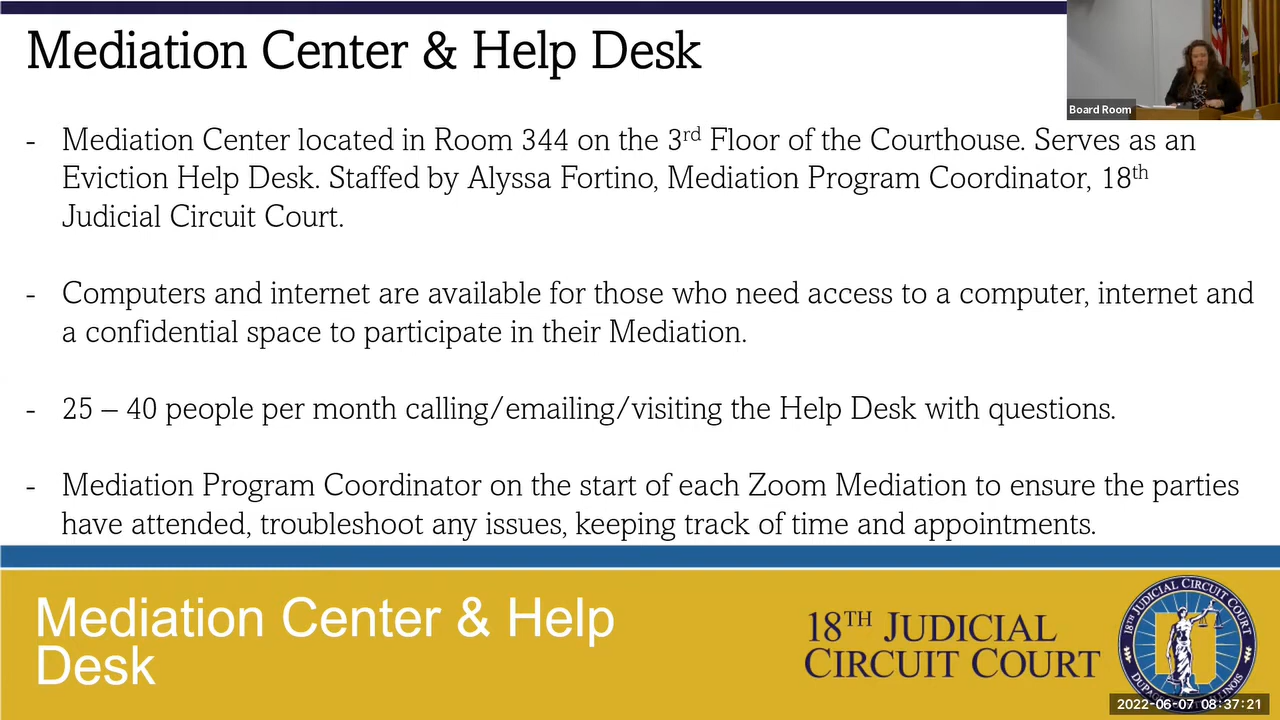 Mediation Center & Help Desk
Board Room
- Mediation Center located in Room 344 on the 3rd Floor of the Courthouse. Serves as an
Eviction Help Desk. Staffed by Alyssa Fortino, Mediation Program Coordinator, 18th
Judicial Circuit Court.
- Computers and internet are available for those who need access to a computer, internet and
a confidential space to participate in their Mediation.
- 25 – 40 people per month calling/emailing/visiting the Help Desk with questions.
- Mediation Program Coordinator on the start of each Zoom Mediation to ensure the parties
have attended, troubleshoot any issues, keeping track of time and appointments.
Mediation Center & Help
Desk
18TH JUDICIAL
CIRCUIT COURT
18TH JUDICIAL CIRCUIT COURT
2022-06-07 08:37:21